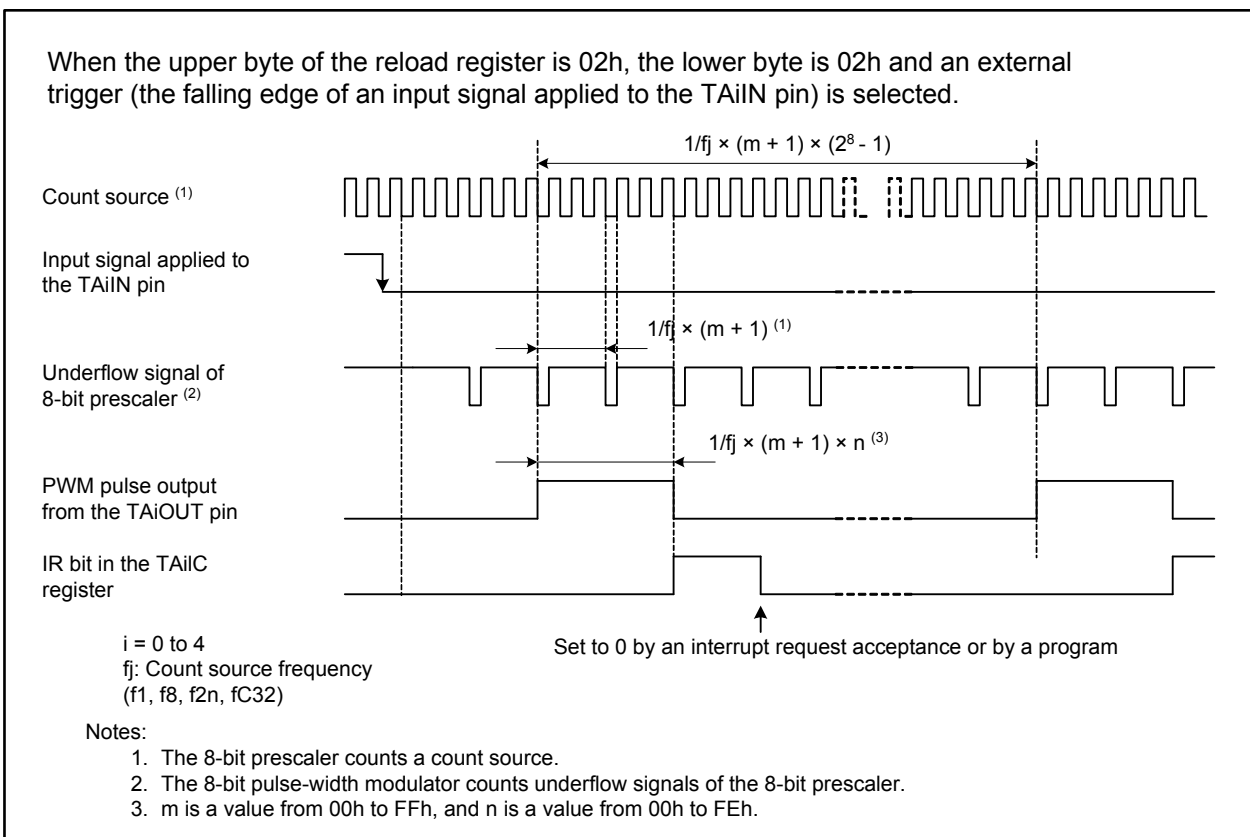 When the upper byte of the reload register is 02h, the lower byte is 02h and an external
trigger (the falling edge of an input signal applied to the TAiIN pin) is selected.
1/fj × (m + 1) × (2⁸ - 1)
Count source (1)
Input signal applied to
the TAiIN pin
1/fj × (m + 1) (1)
Underflow signal of
8-bit prescaler (2)
1/fj × (m + 1) × n (3)
PWM pulse output
from the TAiOUT pin
IR bit in the TAiIC
register
Set to 0 by an interrupt request acceptance or by a program
i = 0 to 4
fj: Count source frequency
(f1, f8, f2n, fC32)
Notes:
1. The 8-bit prescaler counts a count source.
2. The 8-bit pulse-width modulator counts underflow signals of the 8-bit prescaler.
3. m is a value from 00h to FFh, and n is a value from 00h to FEh.